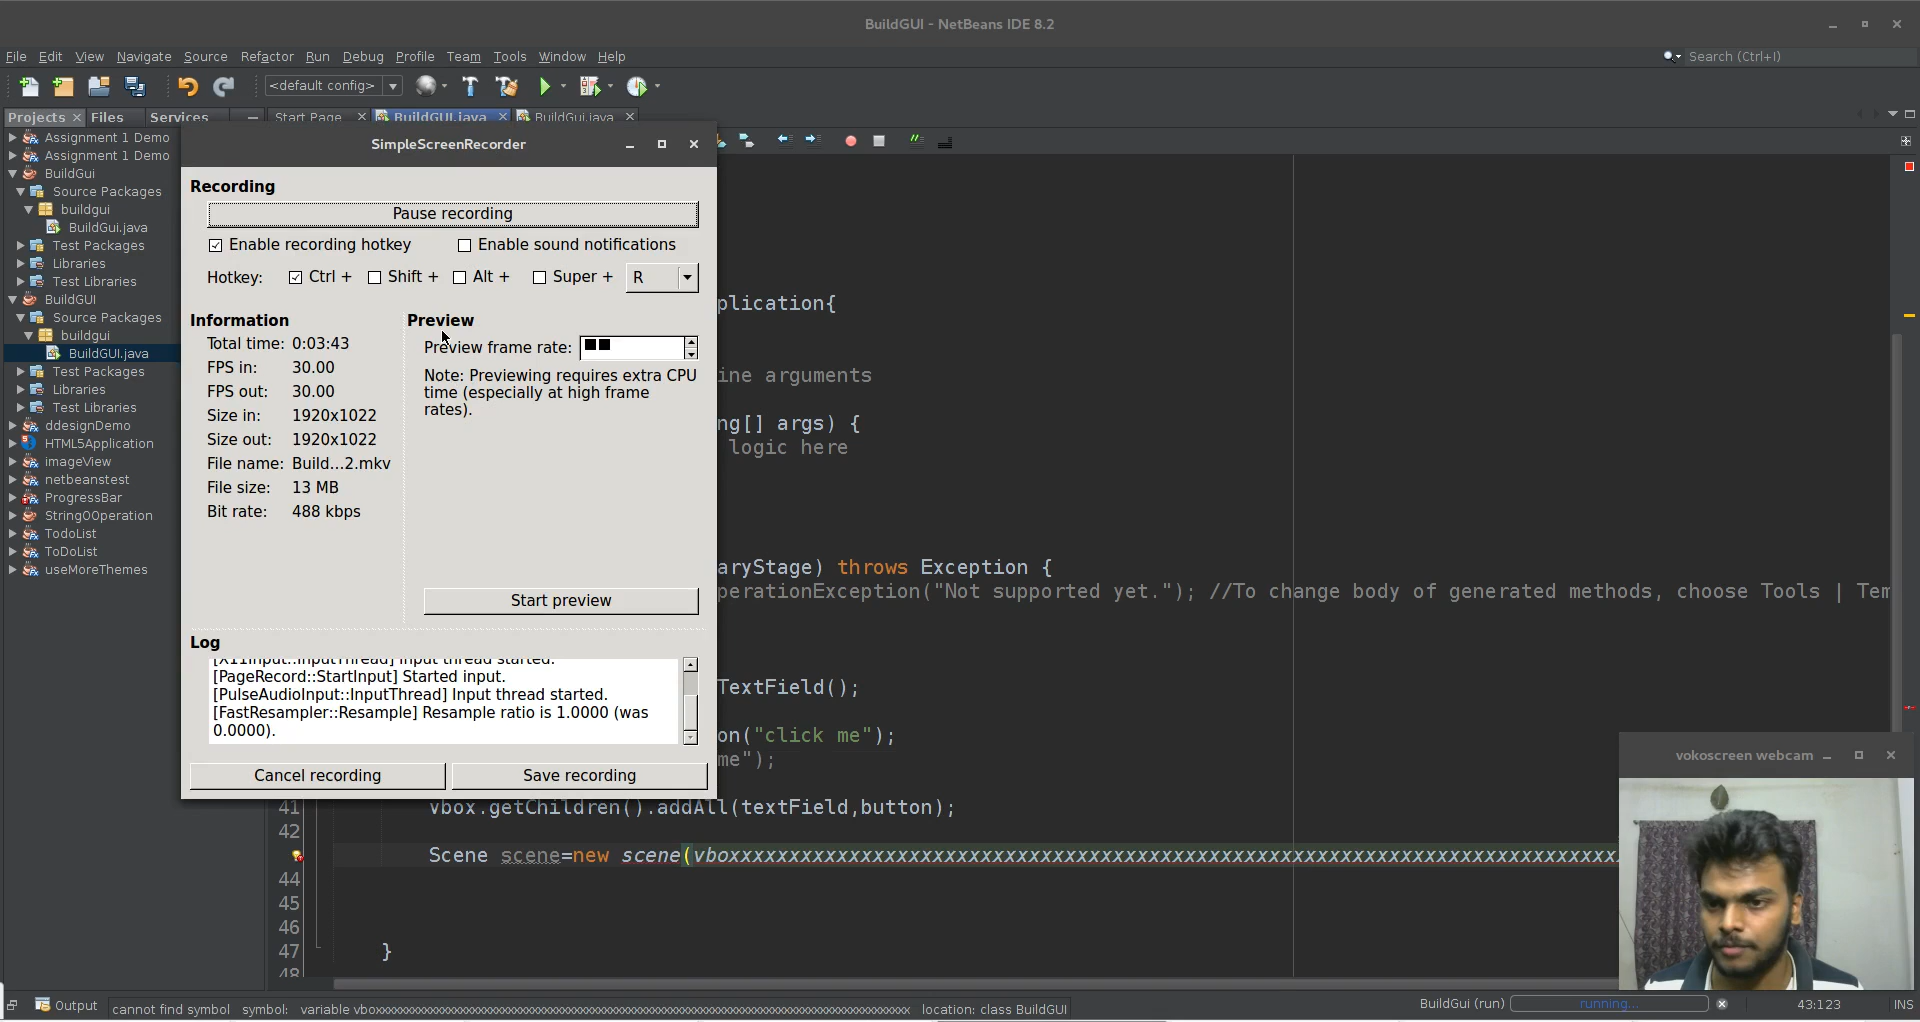 BuildGUI - NetBeans IDE 8.2
File Edit View Navigate Source Refactor Run Debug Profile Team Tools Window Help
Search (Ctrl+I)
<default config>
Projects Files Services
Start Page BuildGUI.java BuildGui.java
Assignment 1 Demo
Assignment 1 Demo
BuildGui
Source Packages
buildgui
BuildGui.java
Test Packages
Libraries
Test Libraries
BuildGUI
Source Packages
buildgui
BuildGUI.java
Test Packages
Libraries
Test Libraries
ddesignDemo
HTML5Application
imageView
netbeanstest
ProgressBar
StringOOperation
TodoList
ToDoList
useMoreThemes
SimpleScreenRecorder
Recording
Pause recording
Enable recording hotkey Enable sound notifications
Hotkey: Ctrl + Shift + Alt + Super + R
Information
Total time: 0:03:43
FPS in: 30.00
FPS out: 30.00
Size in: 1920x1022
Size out: 1920x1022
File name: Build...2.mkv
File size: 13 MB
Bit rate: 488 kbps
Preview
Preview frame rate:
Note: Previewing requires extra CPU
time (especially at high frame
rates).
Start preview
Log
[X11Input::InputThread] Input thread started.
[PageRecord::StartInput] Started input.
[PulseAudioInput::InputThread] Input thread started.
[FastResampler::Resample] Resample ratio is 1.0000 (was
0.0000).
Cancel recording Save recording
plication{
ine arguments
ng[] args) {
logic here
aryStage) throws Exception {
perationException("Not supported yet."); //To change body of generated methods, choose Tools | Tem
TextField();
on("click me");
me");
41 vbox.getChildren().addAll(textField,button);
42
Scene scene=new scene(vboxxxxxxxxxxxxxxxxxxxxxxxxxxxxxxxxxxxxxxxxxxxxxxxxxxxxxxxxxxxxxxxxxxxxxxxxxxxxxx
44
45
46
47 }
48
vokoscreen webcam
Output
cannot find symbol symbol: variable vboxxxxxxxxxxxxxxxxxxxxxxxxxxxxxxxxxxxxxxxxxxxxxxxxxxxxxxxxxxxxxxxxxxxxxxxxxxxxxxxxxxxxxxxxxx location: class BuildGUI
BuildGui (run) running... 43:123 INS